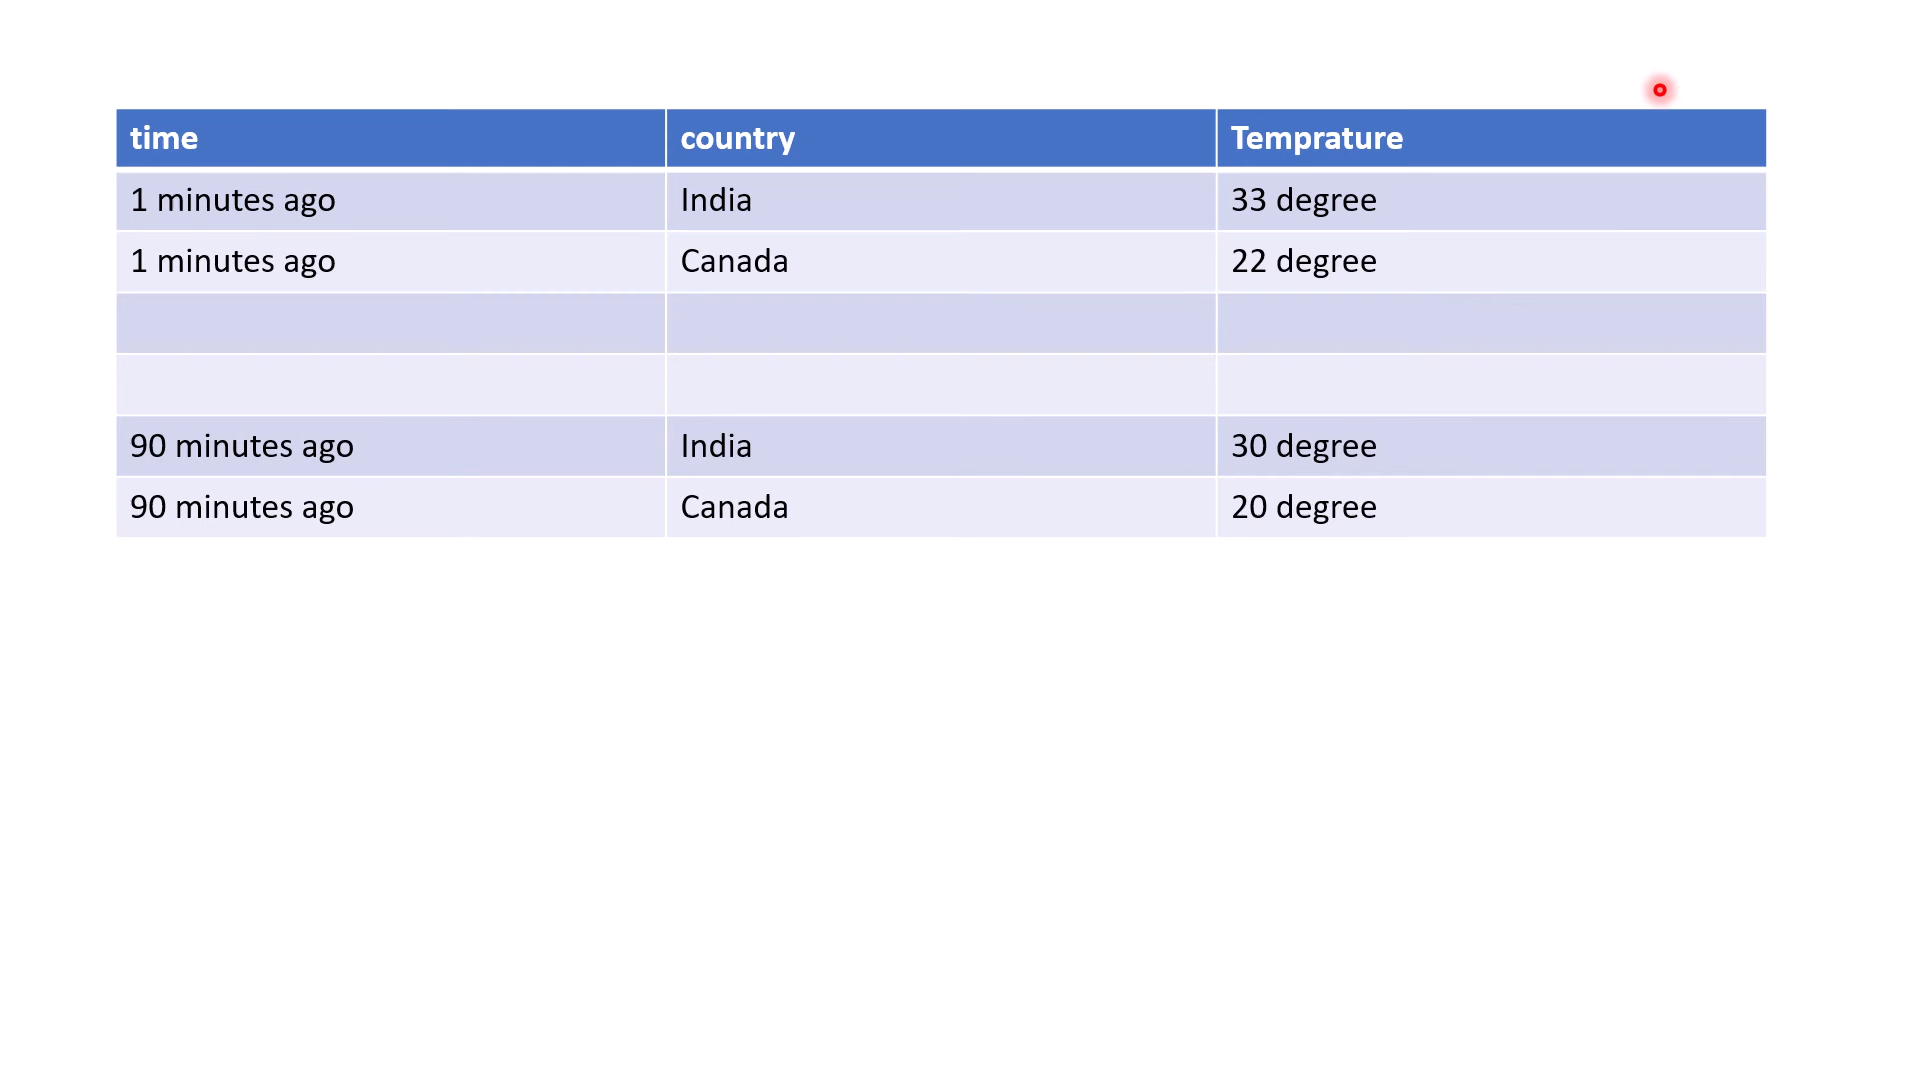 time country Temprature
1 minutes ago India 33 degree
1 minutes ago Canada 22 degree
90 minutes ago India 30 degree
90 minutes ago Canada 20 degree